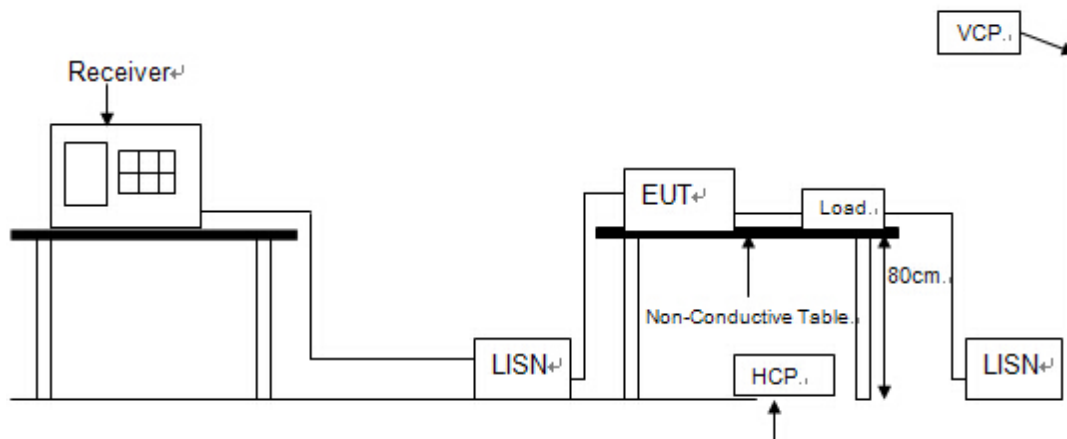 VCP.
Receiver↵
EUT↵
Load.
80cm.
Non-Conductive Table.
LISN↵
HCP.
LISN↵